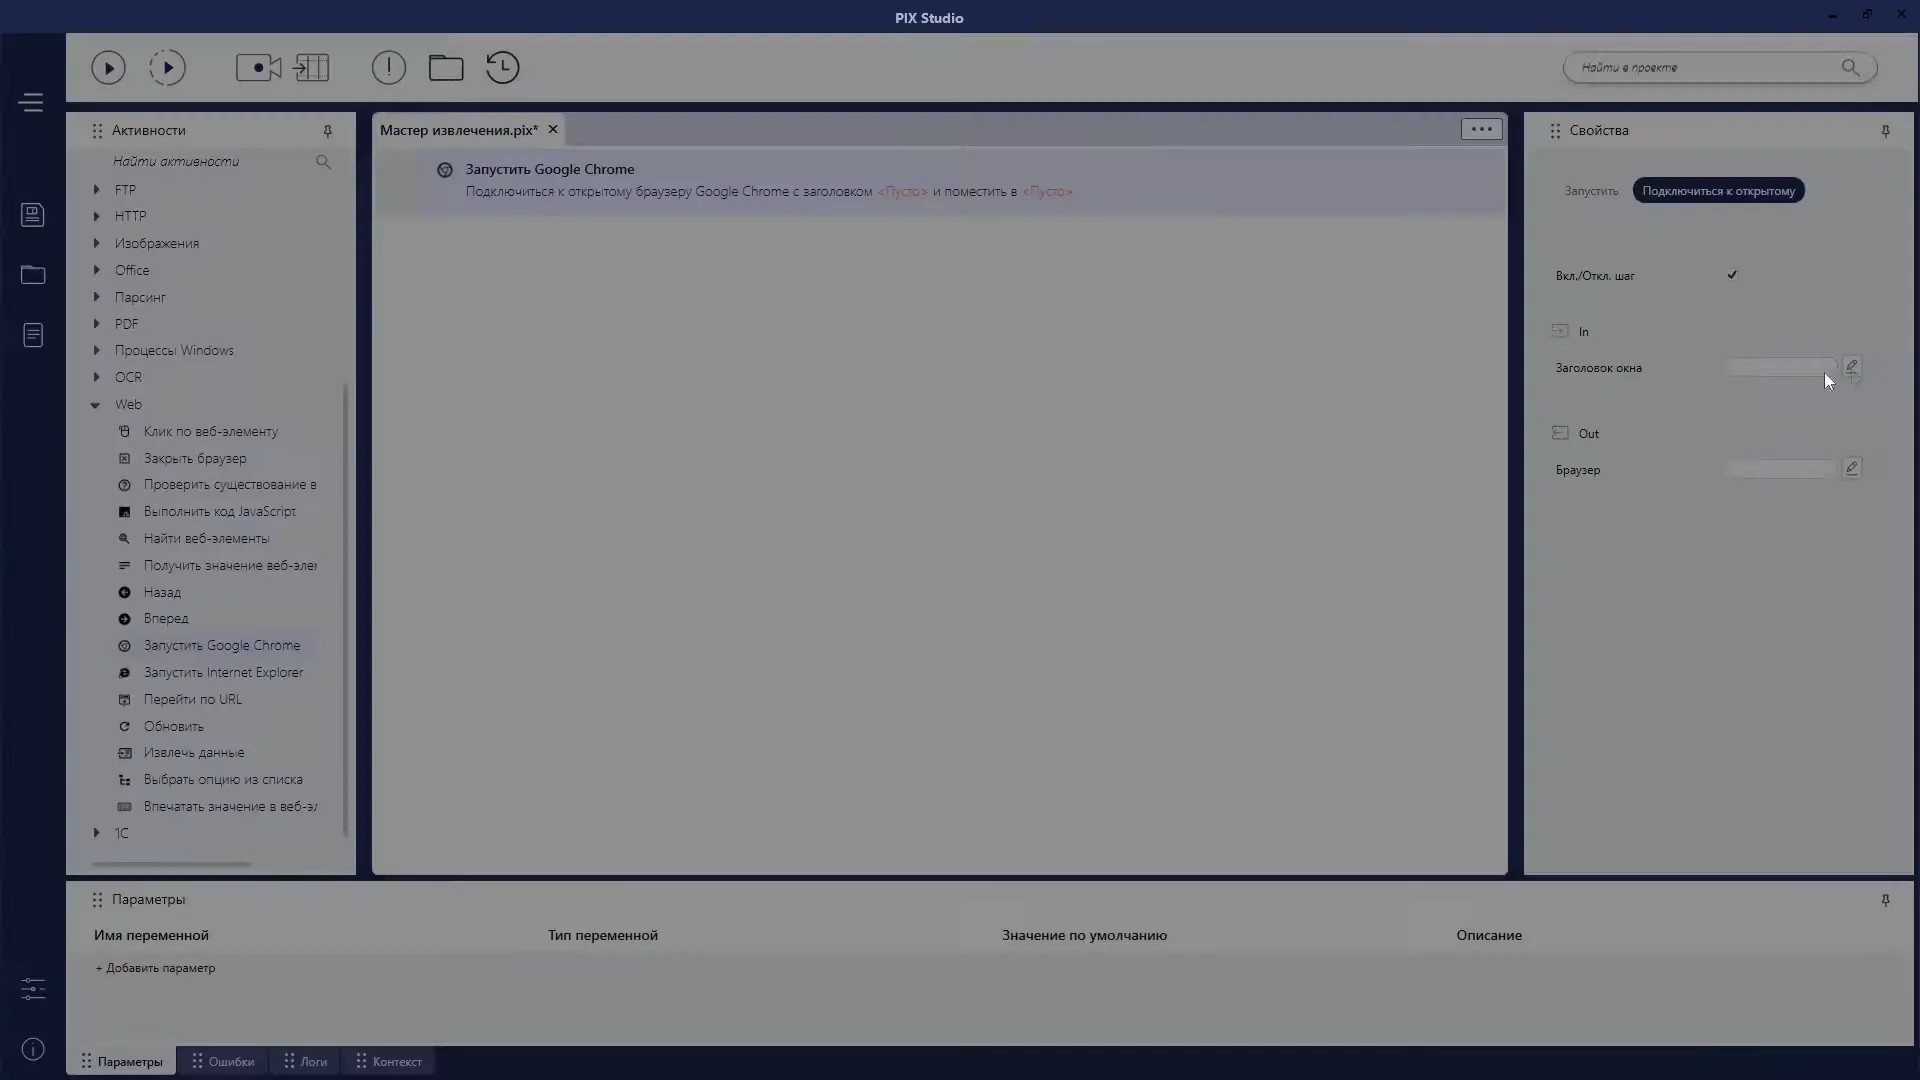 PIX Studio
Найти в проекте
Активности
Найти активности
FTP
HTTP
Изображения
Office
Парсинг
PDF
Процессы Windows
OCR
Web
Клик по веб-элементу
Закрыть браузер
Проверить существование в
Выполнить код JavaScript
Найти веб-элементы
Получить значение веб-элем
Назад
Вперед
Запустить Google Chrome
Запустить Internet Explorer
Перейти по URL
Обновить
Извлечь данные
Выбрать опцию из списка
Впечатать значение в веб-эл
1C
Мастер извлечения.pix*
Запустить Google Chrome
Подключиться к открытому браузеру Google Chrome с заголовком <Пусто> и поместить в <Пусто>
Свойства
Запустить Подключиться к открытому
Вкл./Откл. шаг
In
Заголовок окна
Out
Браузер
Параметры
Имя переменной Тип переменной Значение по умолчанию Описание
+ Добавить параметр
Параметры Ошибки Логи Контекст